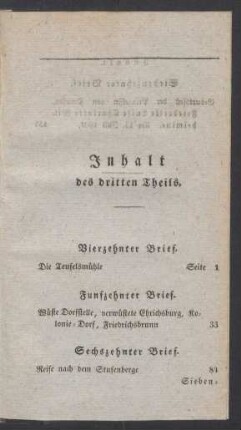 Inhalt
des dritten Theils.
Vierzehnter Brief.
Die Teufelsmühle Seite 1
Funfzehnter Brief.
Wüste Dorfstelle, verwüstete Ehrichsburg, Ko-
lonie-Dorf, Friedrichsbrunn 33
Sechszehnter Brief.
Reise nach dem Stufenberge 84
Sieben-